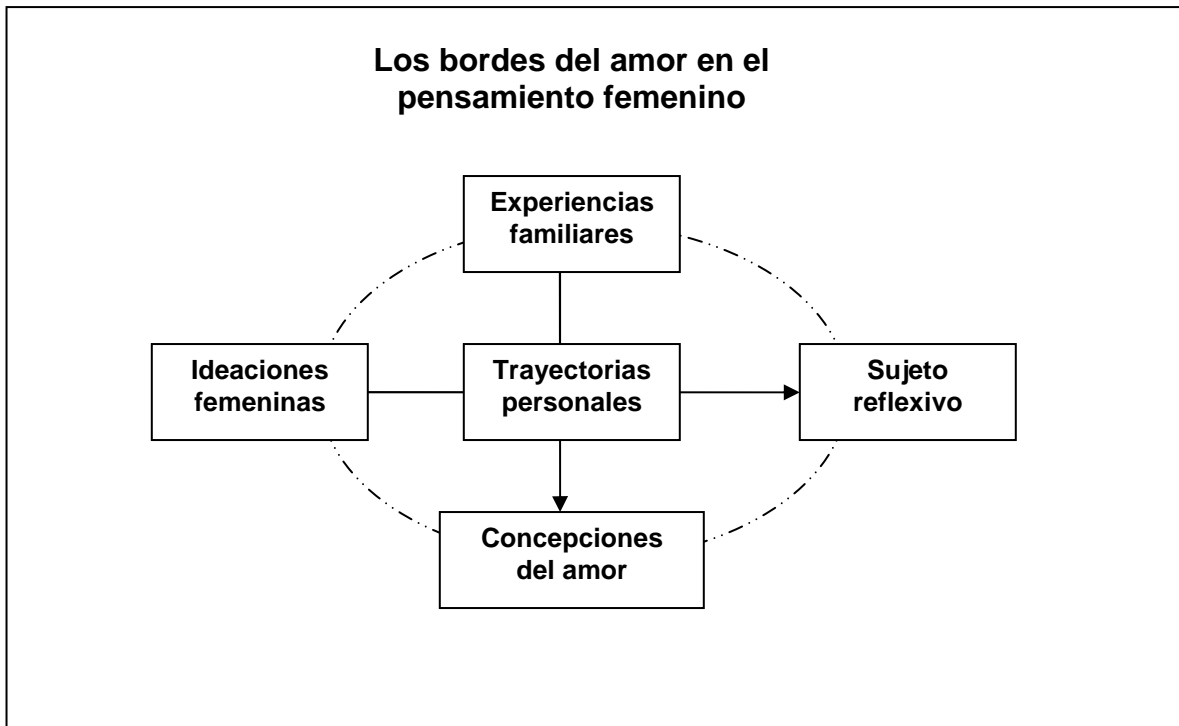 Los bordes del amor en el
pensamiento femenino
Experiencias
familiares
Ideaciones
femeninas
Trayectorias
personales
Sujeto
reflexivo
Concepciones
del amor